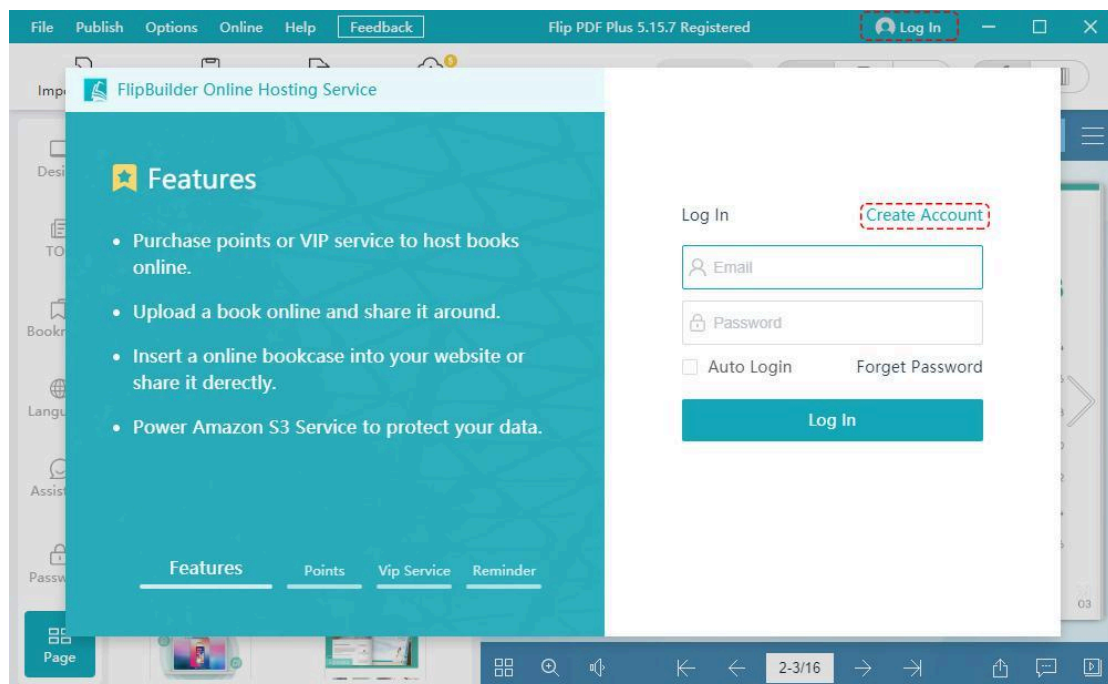 File Publish Options Online Help Feedback Flip PDF Plus 5.15.7 Registered Log In
FlipBuilder Online Hosting Service
Features
• Purchase points or VIP service to host books
online.
• Upload a book online and share it around.
• Insert a online bookcase into your website or
share it derectly.
• Power Amazon S3 Service to protect your data.
Features Points Vip Service Reminder
Log In Create Account
Email
Password
Auto Login Forget Password
Log In
Page
03
2-3/16